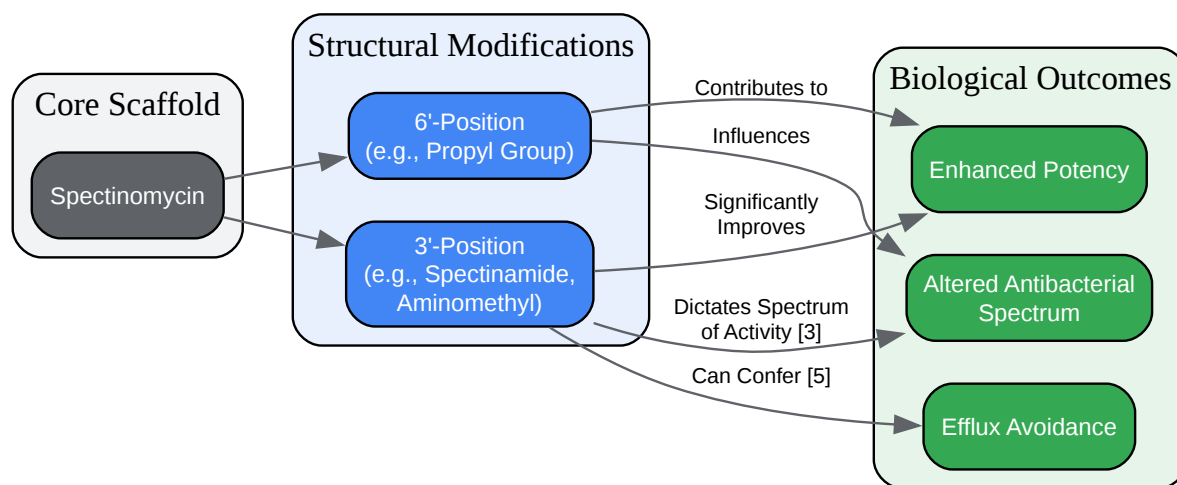 Core Scaffold
Spectinomycin
Structural Modifications
6'-Position
(e.g., Propyl Group)
3'-Position
(e.g., Spectinamide,
Aminomethyl)
Contributes to
Influences
Significantly
Improves
Dictates Spectrum
of Activity [3]
Can Confer [5]
Biological Outcomes
Enhanced Potency
Altered Antibacterial
Spectrum
Efflux Avoidance